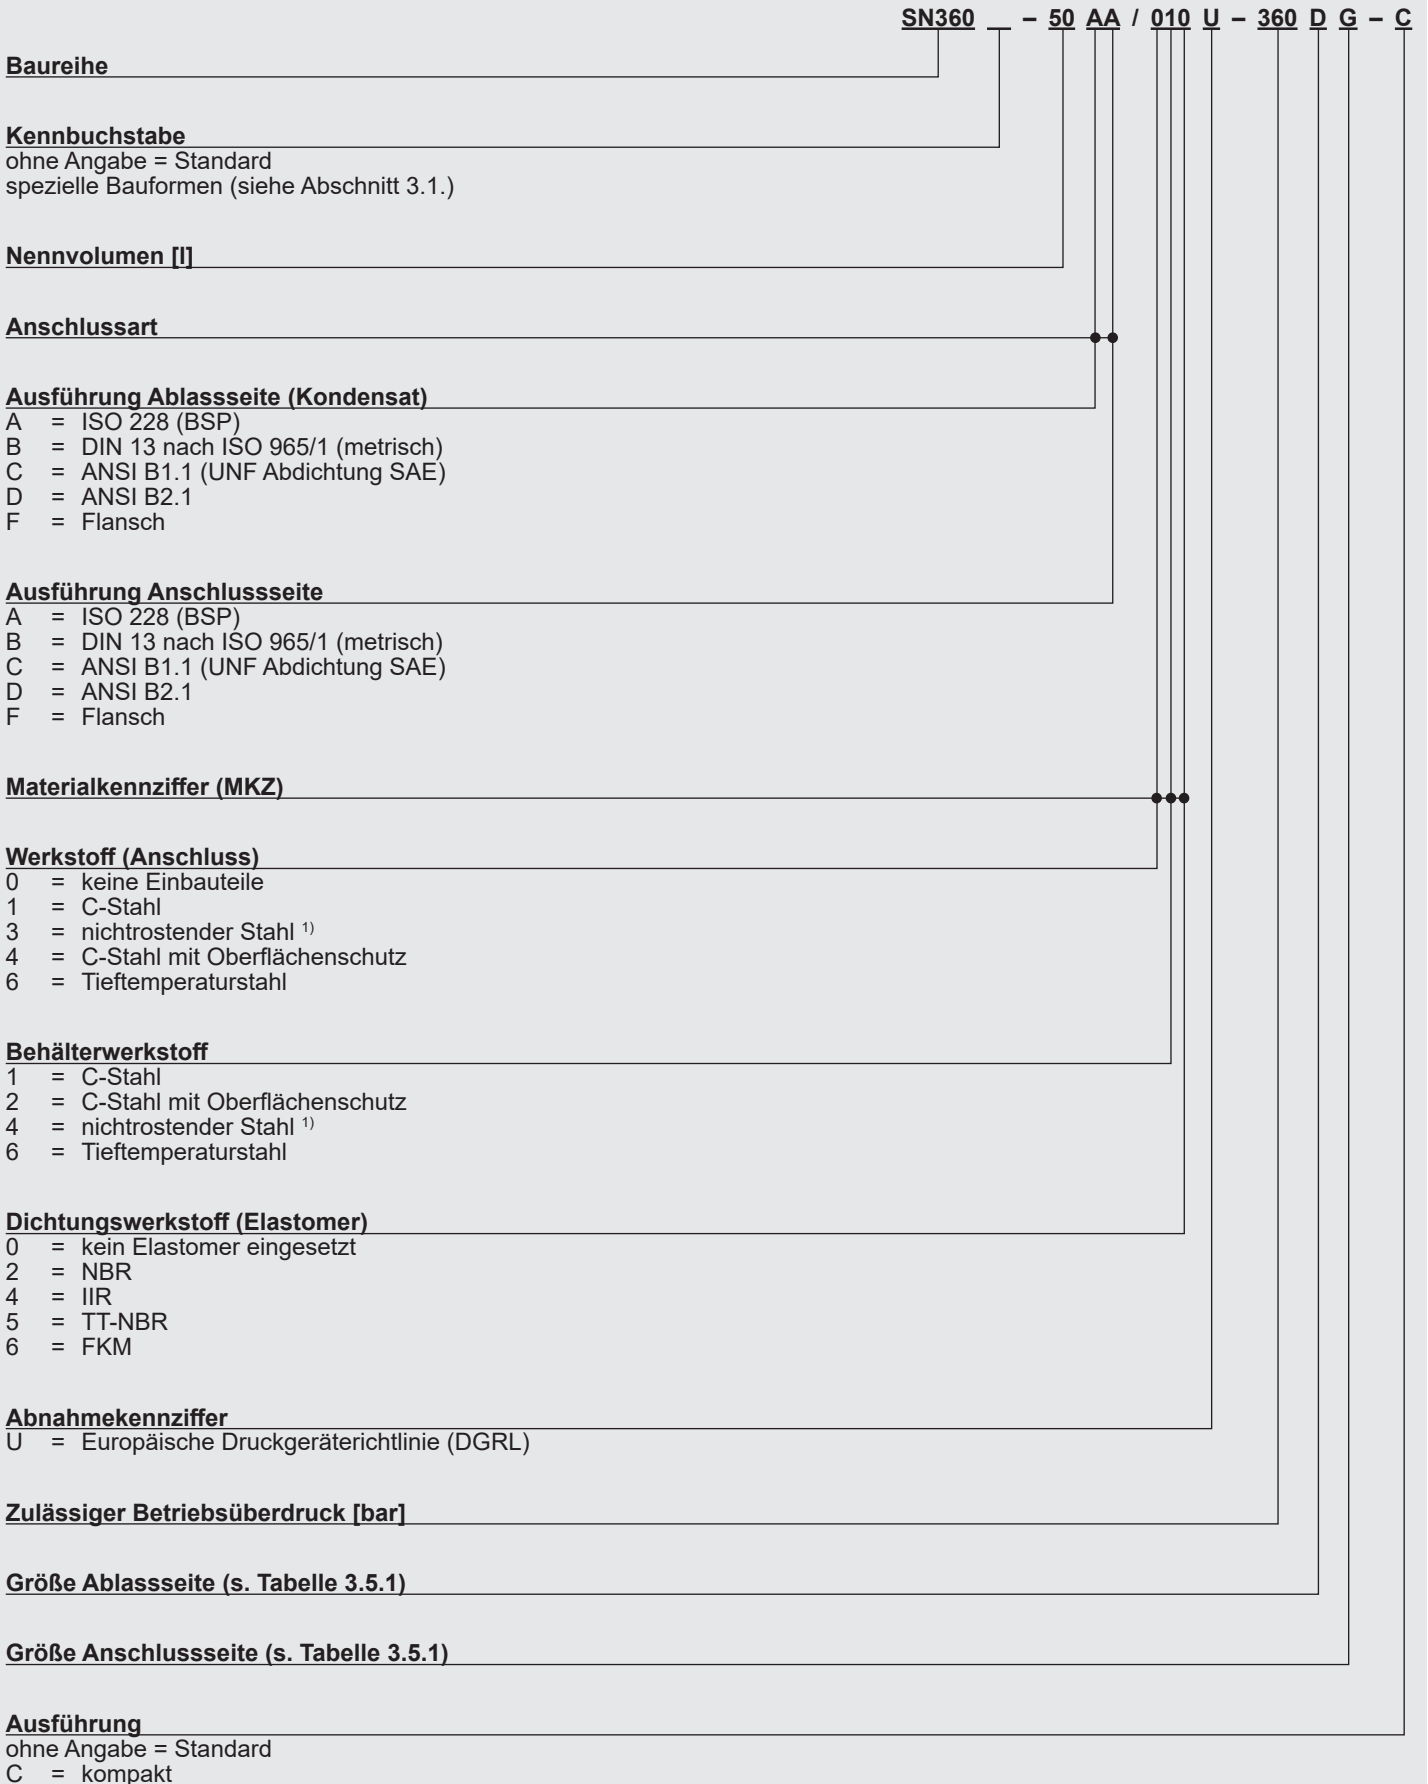 SN360 __ – 50 AA / 010 U – 360 D G – C
Baureihe
Kennbuchstabe
ohne Angabe = Standard
spezielle Bauformen (siehe Abschnitt 3.1.)
Nennvolumen [l]
Anschlussart
Ausführung Ablassseite (Kondensat)
A = ISO 228 (BSP)
B = DIN 13 nach ISO 965/1 (metrisch)
C = ANSI B1.1 (UNF Abdichtung SAE)
D = ANSI B2.1
F = Flansch
Ausführung Anschlussseite
A = ISO 228 (BSP)
B = DIN 13 nach ISO 965/1 (metrisch)
C = ANSI B1.1 (UNF Abdichtung SAE)
D = ANSI B2.1
F = Flansch
Materialkennziffer (MKZ)
Werkstoff (Anschluss)
0 = keine Einbauteile
1 = C-Stahl
3 = nichtrostender Stahl 1)
4 = C-Stahl mit Oberflächenschutz
6 = Tieftemperaturstahl
Behälterwerkstoff
1 = C-Stahl
2 = C-Stahl mit Oberflächenschutz
4 = nichtrostender Stahl 1)
6 = Tieftemperaturstahl
Dichtungswerkstoff (Elastomer)
0 = kein Elastomer eingesetzt
2 = NBR
4 = IIR
5 = TT-NBR
6 = FKM
Abnahmekennziffer
U = Europäische Druckgeräterichtlinie (DGRL)
Zulässiger Betriebsüberdruck [bar]
Größe Ablassseite (s. Tabelle 3.5.1)
Größe Anschlussseite (s. Tabelle 3.5.1)
Ausführung
ohne Angabe = Standard
C = kompakt